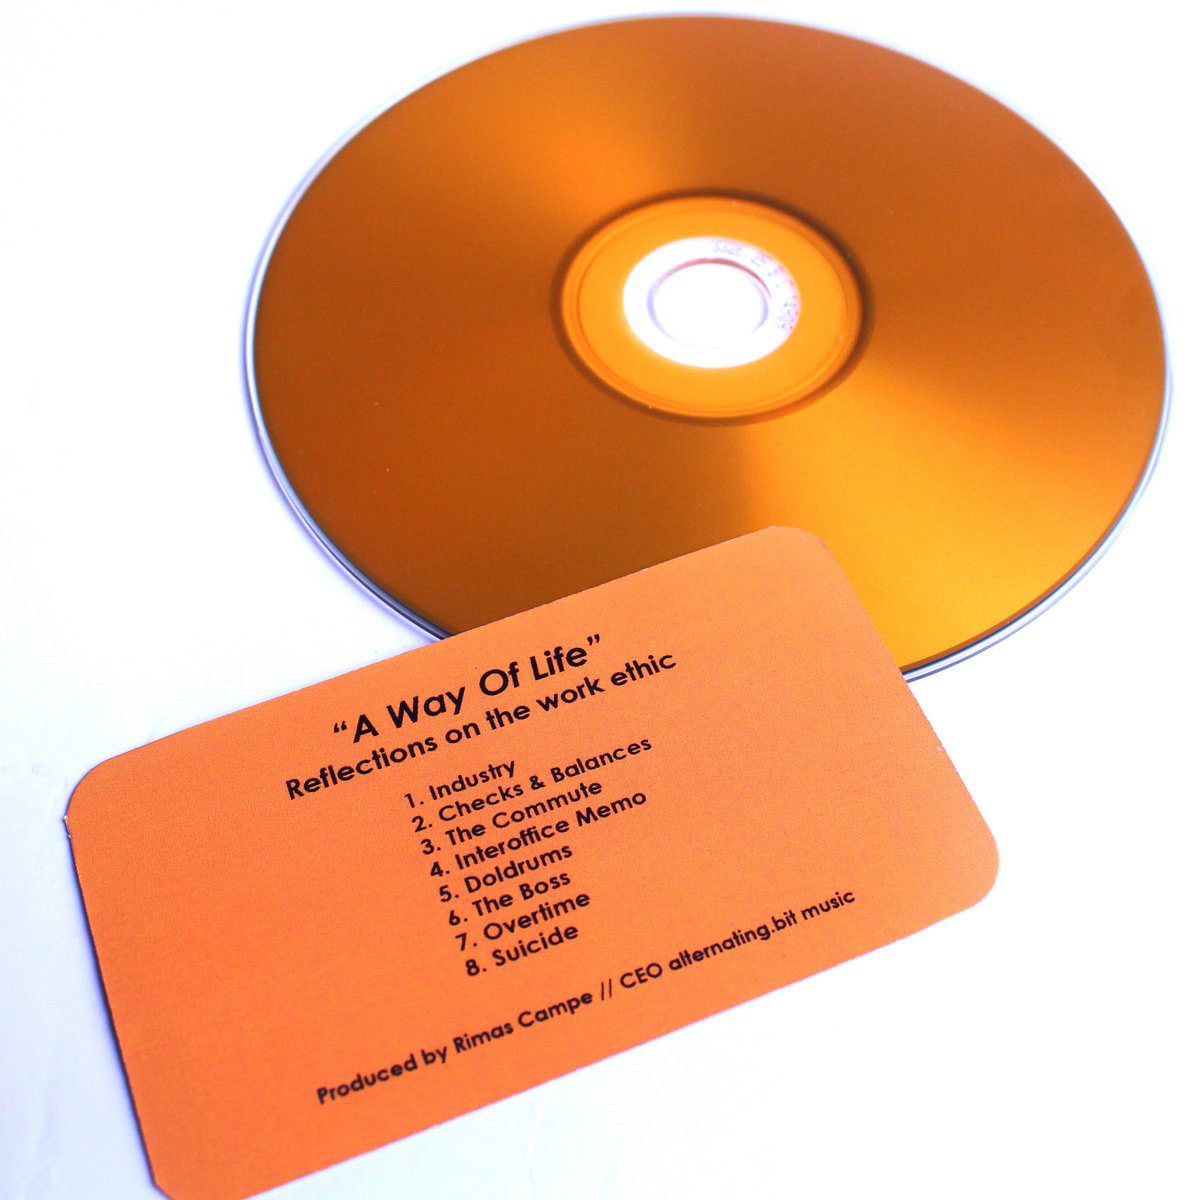 “A Way Of Life”
Reflections on the work ethic
1. Industry
2. Checks & Balances
3. The Commute
4. Interoffice Memo
5. Doldrums
6. The Boss
7. Overtime
8. Suicide
Produced by Rimas Campe // CEO alternating.bit music